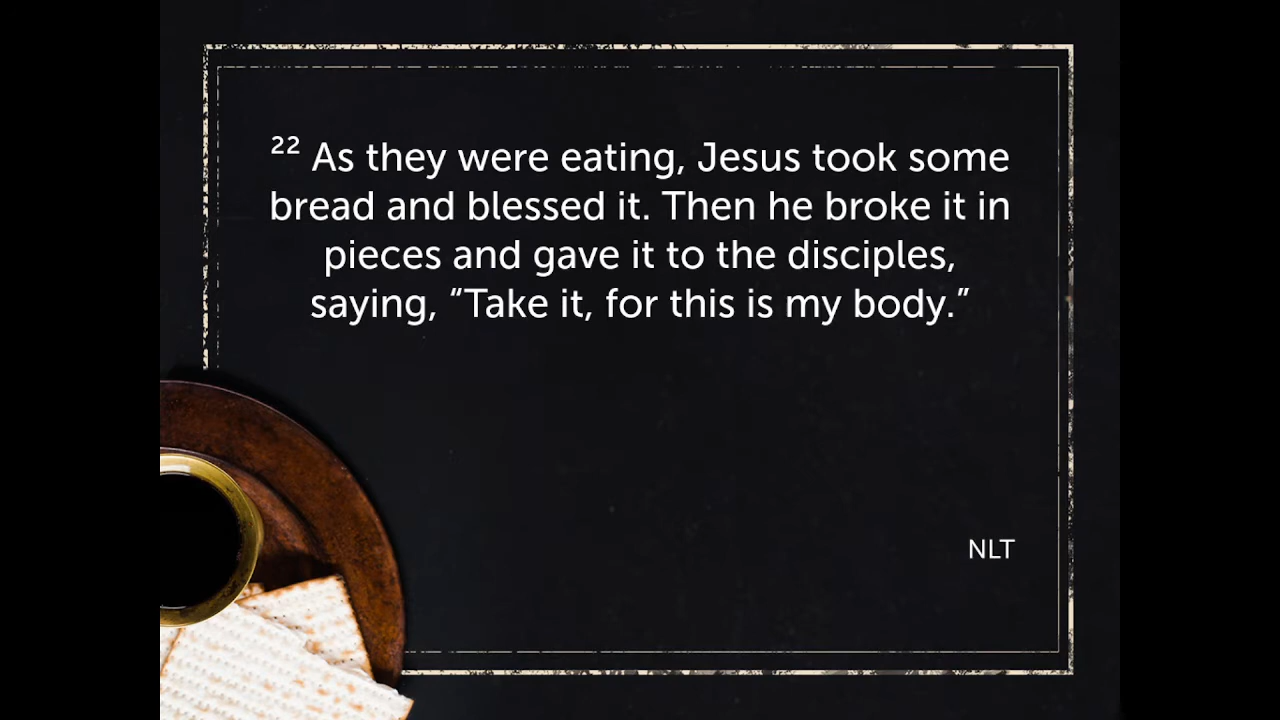 ²² As they were eating, Jesus took some
bread and blessed it. Then he broke it in
pieces and gave it to the disciples,
saying, “Take it, for this is my body.”
NLT